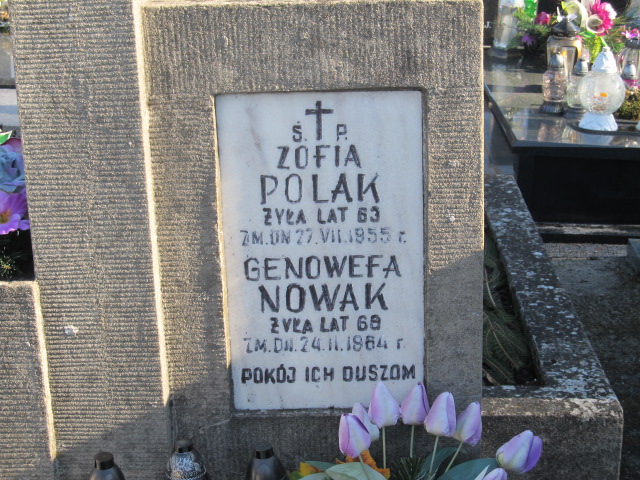 Ś. P.
ZOFIA
POLAK
ŻYŁA LAT 63
ZM. DN 27. VII. 1955 r.
GENOWEFA
NOWAK
ŻYŁA LAT 68
ZM. DN. 24. II. 1964 r.
POKÓJ ICH DUSZOM